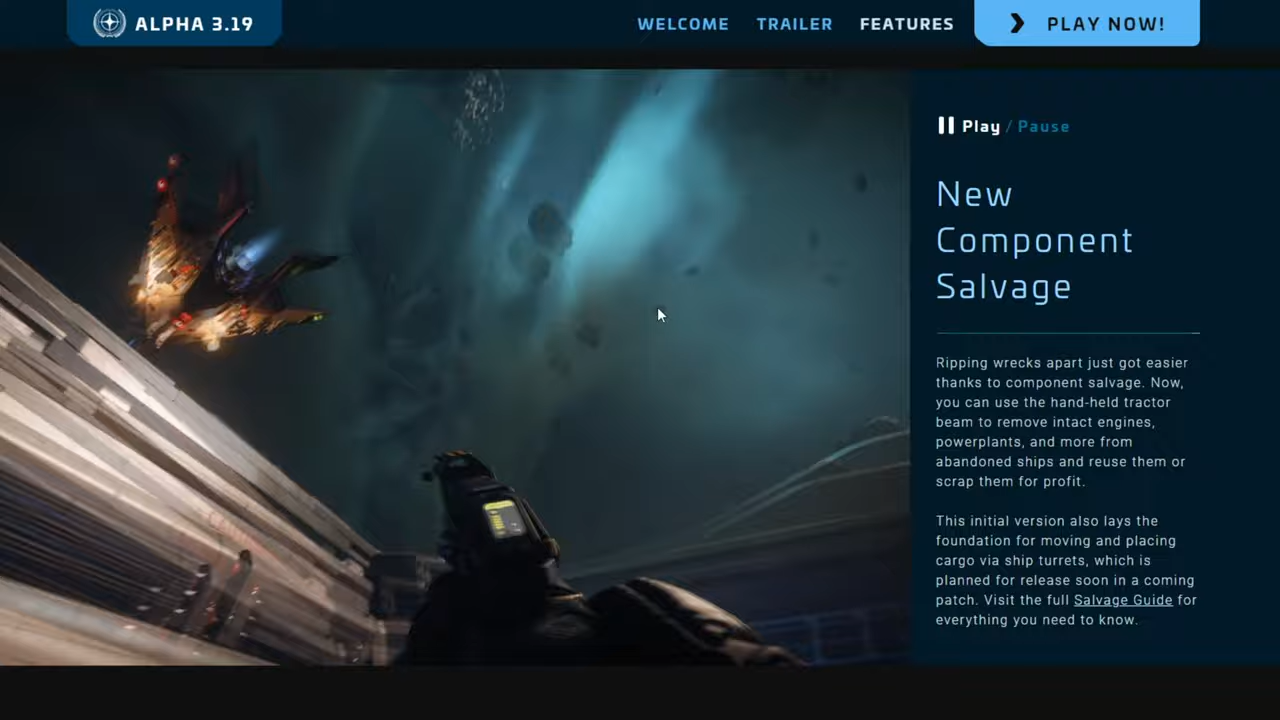 ALPHA 3.19
WELCOME
TRAILER
FEATURES
PLAY NOW!
Play / Pause
New
Component
Salvage
Ripping wrecks apart just got easier
thanks to component salvage. Now,
you can use the hand-held tractor
beam to remove intact engines,
powerplants, and more from
abandoned ships and reuse them or
scrap them for profit.
This initial version also lays the
foundation for moving and placing
cargo via ship turrets, which is
planned for release soon in a coming
patch. Visit the full Salvage Guide for
everything you need to know.